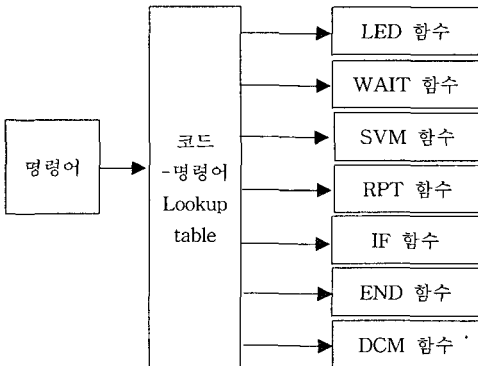 명령어
코드
-명령어
Lookup
table
LED 함수
WAIT 함수
SVM 함수
RPT 함수
IF 함수
END 함수
DCM 함수